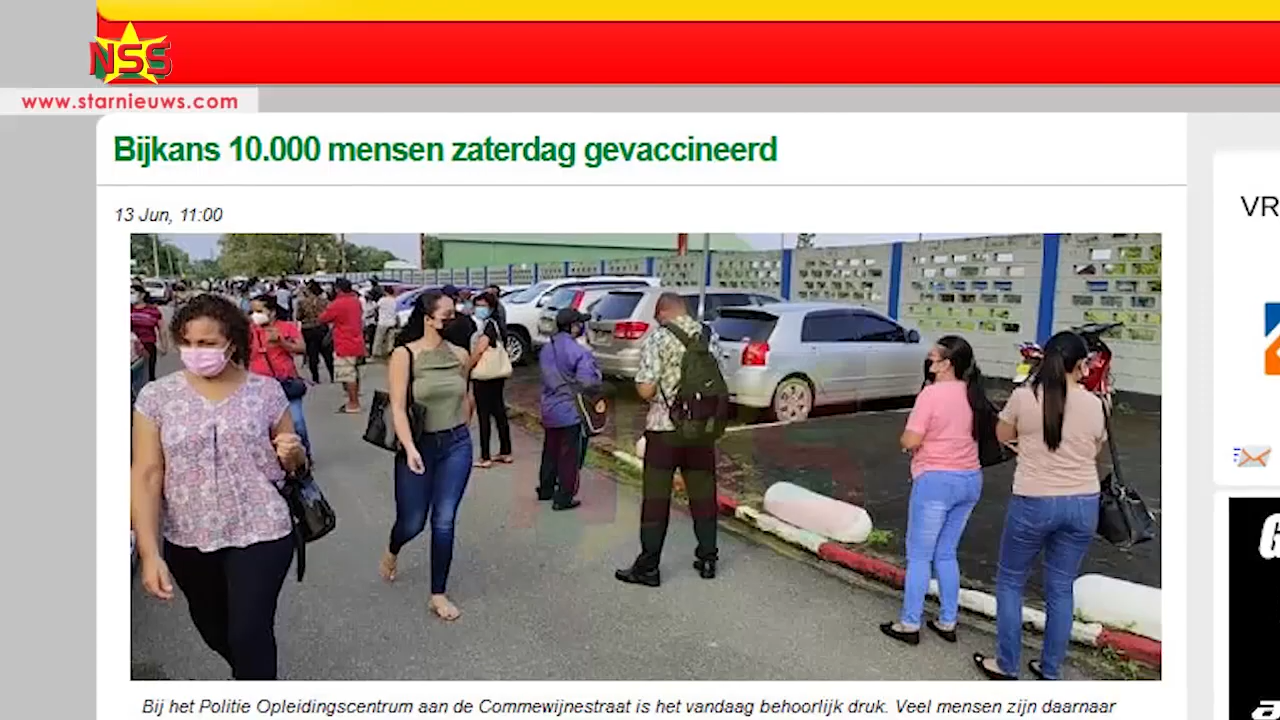 NSS
www.starnieuws.com
Bijkans 10.000 mensen zaterdag gevaccineerd
VR
13 Jun, 11:00
Bij het Politie Opleidingscentrum aan de Commewijnestraat is het vandaag behoorlijk druk. Veel mensen zijn daarnaar